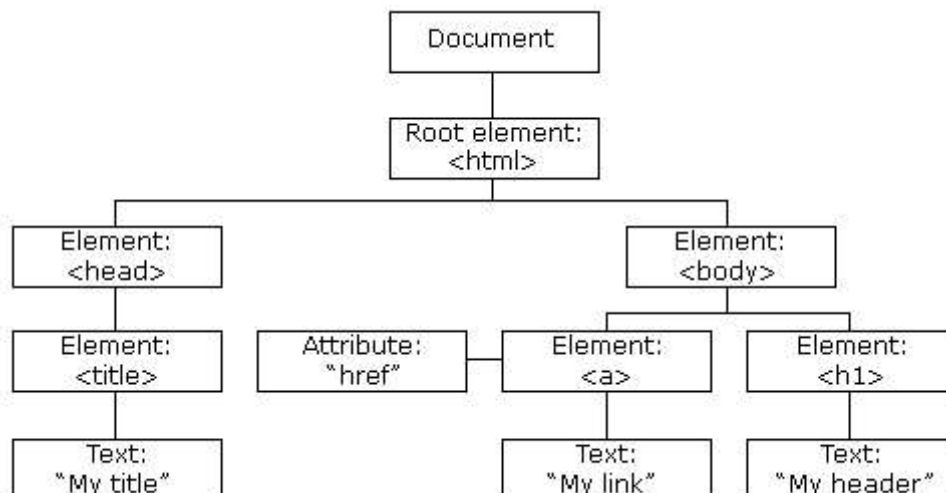 Document
Root element:
<html>
Element:
<head>
Element:
<body>
Element:
<title>
Attribute:
“href”
Element:
<a>
Element:
<h1>
Text:
“My title”
Text:
“My link”
Text:
“My header”